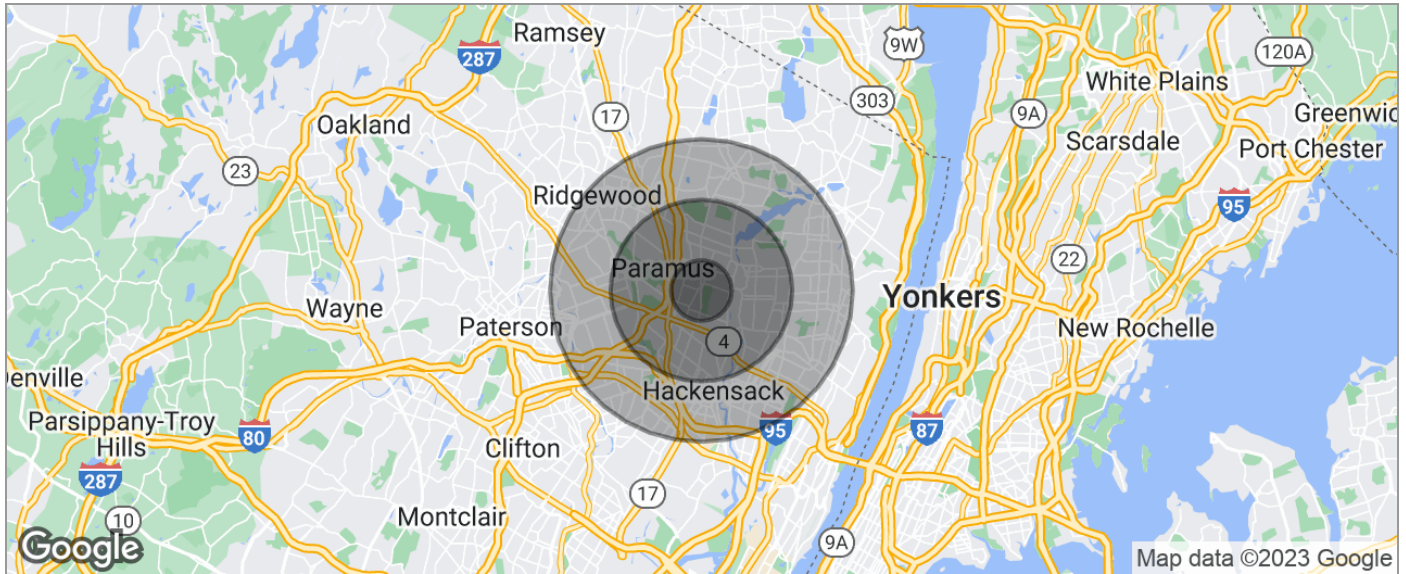 Ramsey
287
9W
120A
White Plains
303
9A
17
Oakland
Greenwic
Scarsdale
Port Chester
23
Ridgewood
95
22
Paramus
Yonkers
Wayne
Paterson
New Rochelle
4
Denville
Hackensack
Parsippany-Troy
Hills
80
95
87
Clifton
287
17
10
Montclair
9A
Google
Map data ©2023 Google